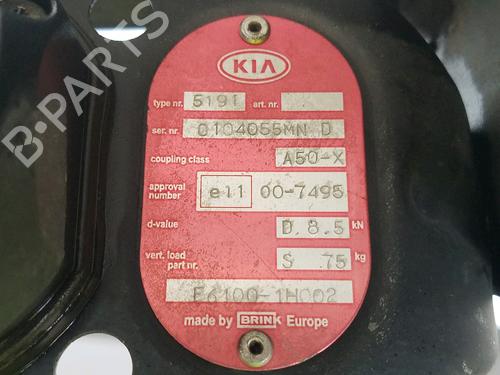 B-PARTS
KIA
type nr. 5191 art. nr.
ser. nr. 0104055MN D
coupling class A50-X
approval number e11 00-7495
d-value D 8.5 kN
vert. load S 75 kg
part nr.
E6100-1H002
made by BRINK Europe